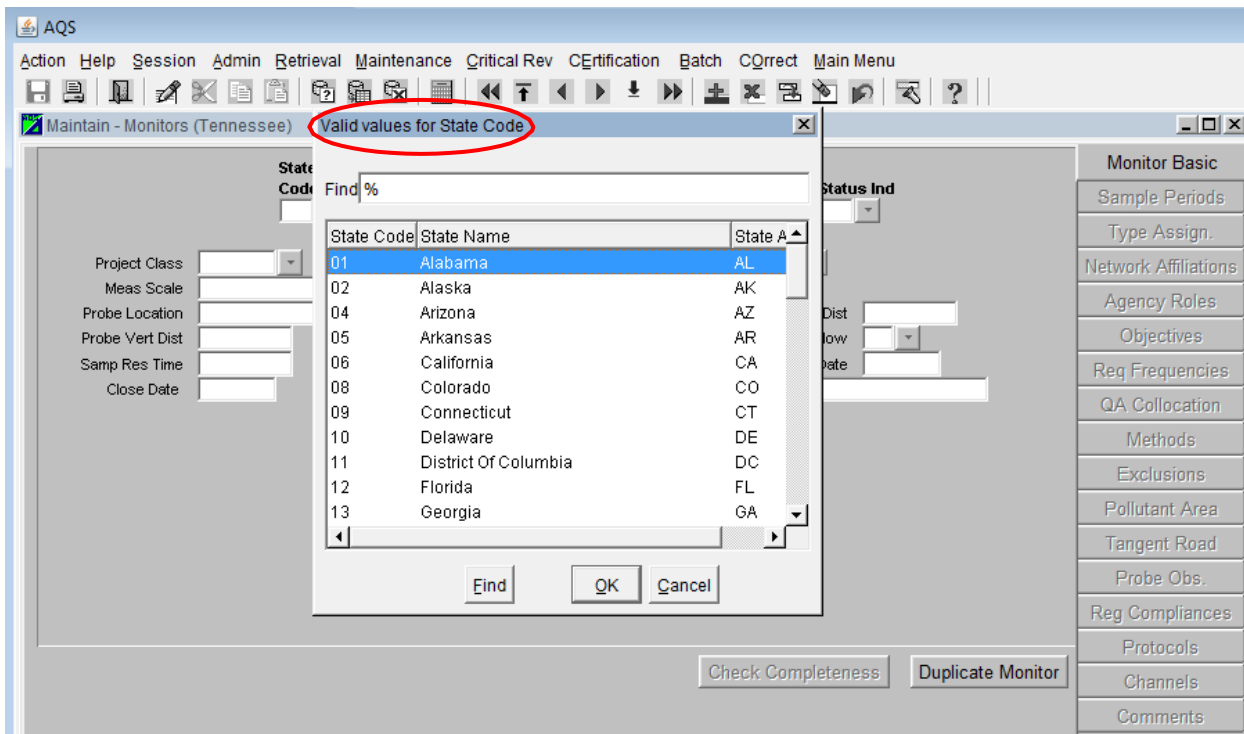 AQS
Action Help Session Admin Retrieval Maintenance Critical Rev CErtification Batch COrrect Main Menu
Maintain - Monitors (Tennessee)
Valid values for State Code
Find %
State Code State Name State A
01 Alabama AL
02 Alaska AK
04 Arizona AZ
05 Arkansas AR
06 California CA
08 Colorado CO
09 Connecticut CT
10 Delaware DE
11 District Of Columbia DC
12 Florida FL
13 Georgia GA
Find OK Cancel
State
Code
Status Ind
Project Class
Meas Scale
Probe Location
Dist
Probe Vert Dist
low
Samp Res Time
Date
Close Date
Check Completeness Duplicate Monitor
Monitor Basic
Sample Periods
Type Assign.
Network Affiliations
Agency Roles
Objectives
Req Frequencies
QA Collocation
Methods
Exclusions
Pollutant Area
Tangent Road
Probe Obs.
Reg Compliances
Protocols
Channels
Comments